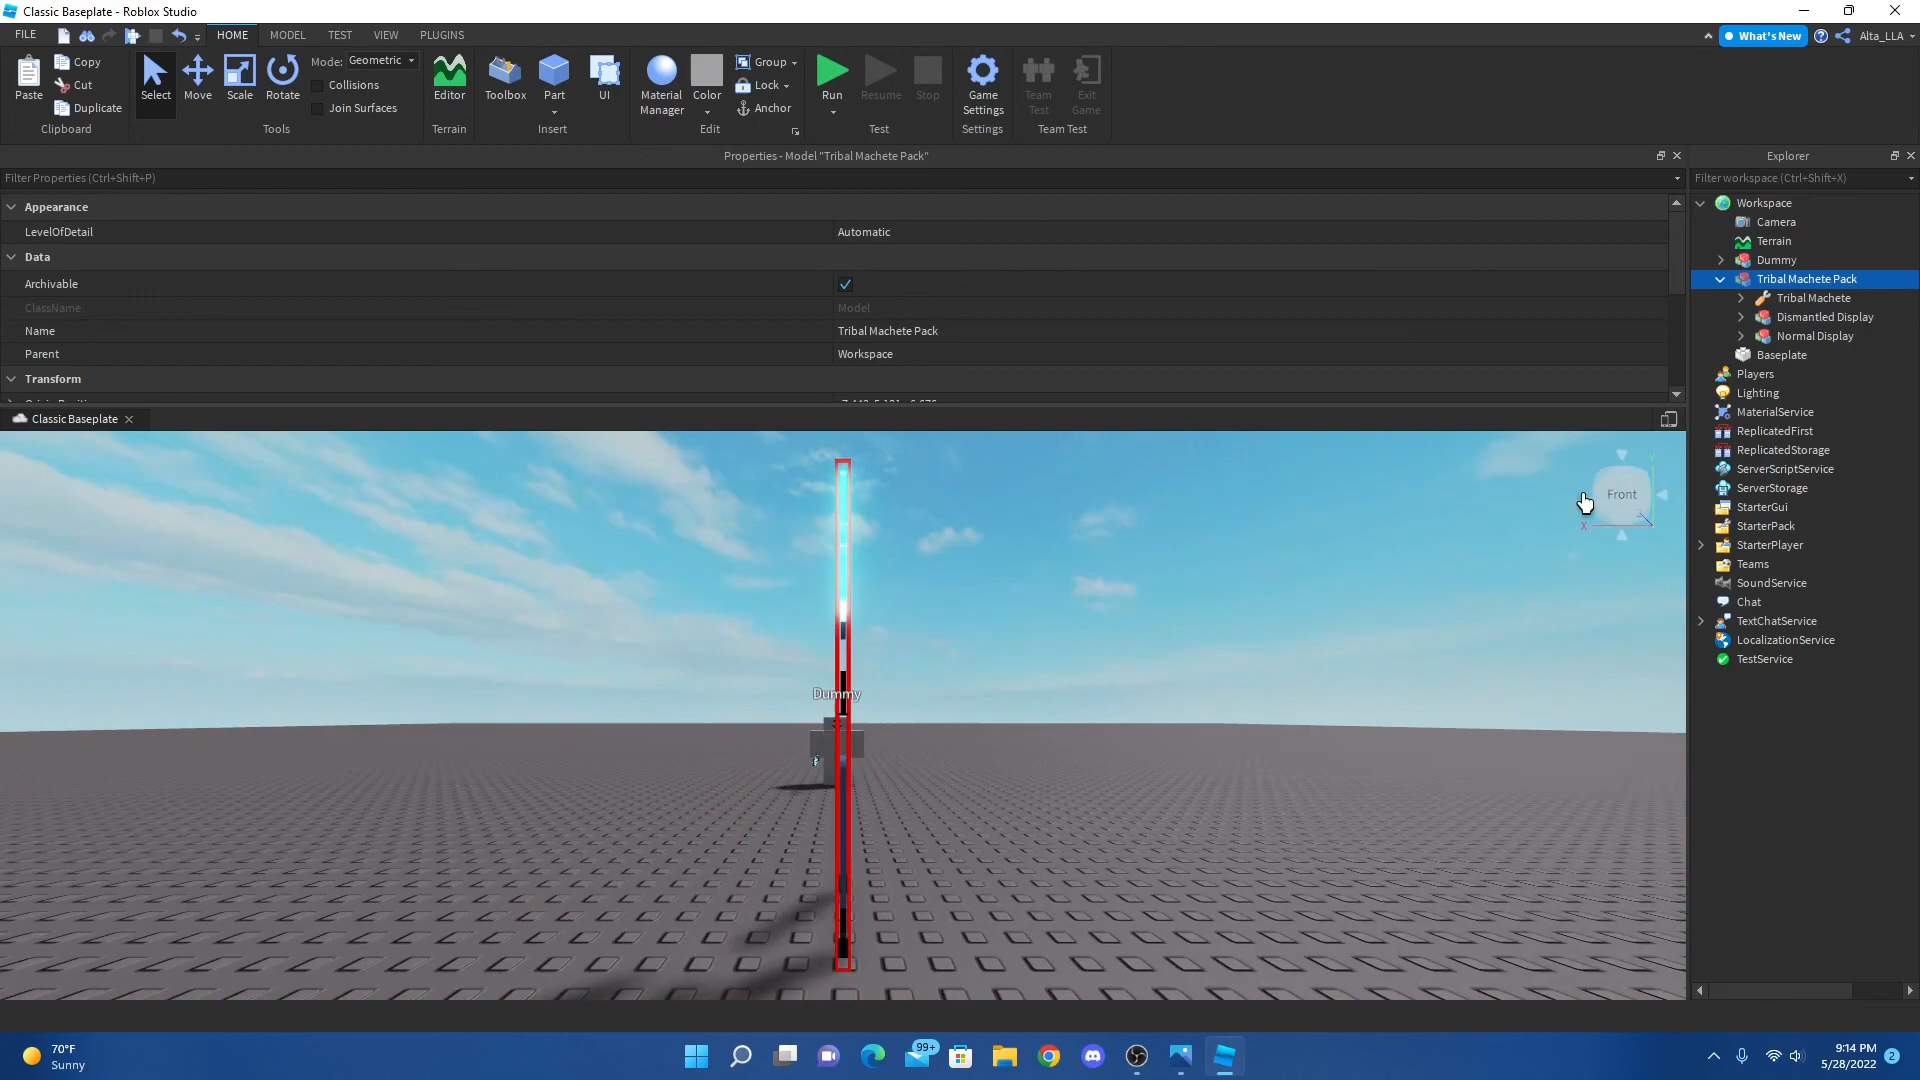 Classic Baseplate - Roblox Studio
FILE HOME MODEL TEST VIEW PLUGINS What's New Alta_LLA
Paste Copy Cut Duplicate Clipboard
Select Move Scale Rotate Mode: Geometric Collisions Join Surfaces Tools
Editor Terrain
Toolbox Part UI Insert
Material Manager Color Group Lock Anchor Edit
Run Resume Stop Test
Game Settings Settings
Team Test Exit Game Team Test
Properties - Model "Tribal Machete Pack"
Filter Properties (Ctrl+Shift+P)
Appearance
LevelOfDetail Automatic
Data
Archivable
ClassName Model
Name Tribal Machete Pack
Parent Workspace
Transform
Classic Baseplate
Dummy
Front
X
Y
Explorer
Filter workspace (Ctrl+Shift+X)
Workspace
Camera
Terrain
Dummy
Tribal Machete Pack
Tribal Machete
Dismantled Display
Normal Display
Baseplate
Players
Lighting
MaterialService
ReplicatedFirst
ReplicatedStorage
ServerScriptService
ServerStorage
StarterGui
StarterPack
StarterPlayer
Teams
SoundService
Chat
TextChatService
LocalizationService
TestService
70°F
Sunny
99+
9:14 PM
5/28/2022
2